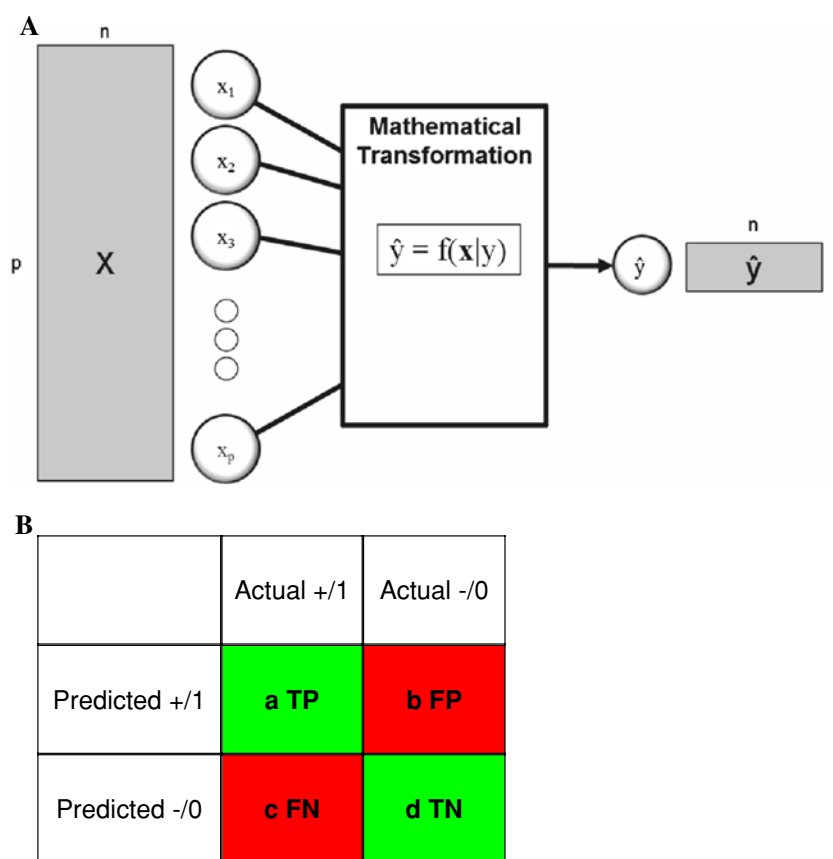 A
n
p
X
x₁
x₂
x₃
xₚ
Mathematical
Transformation
ŷ = f(x|y)
ŷ
n
ŷ
B
Actual +/1 Actual -/0
Predicted +/1 a TP b FP
Predicted -/0 c FN d TN